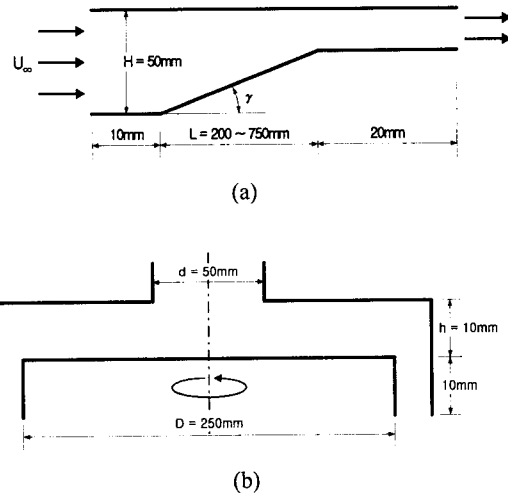 U∞
H = 50mm
γ
10mm
L = 200 ~ 750mm
20mm
(a)
d = 50mm
h = 10mm
10mm
D = 250mm
(b)